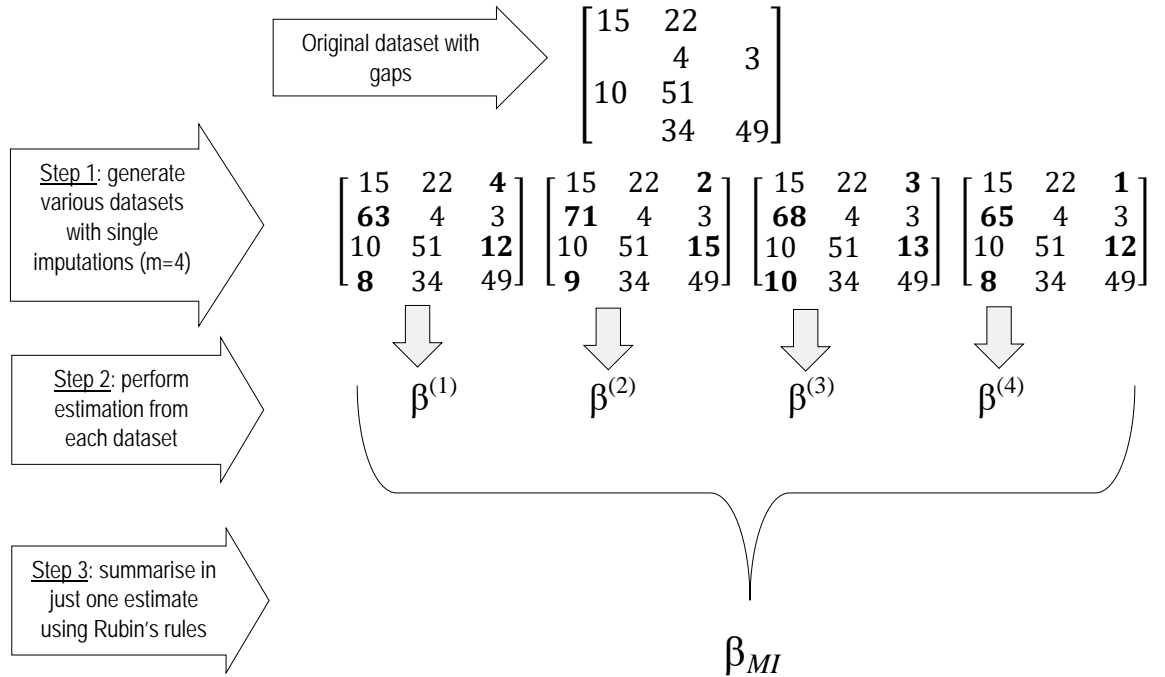 Original dataset with
gaps
15 22
4 3
10 51
34 49
Step 1: generate
various datasets
with single
imputations (m=4)
15 22 4
63 4 3
10 51 12
8 34 49
15 22 2
71 4 3
10 51 15
9 34 49
15 22 3
68 4 3
10 51 13
10 34 49
15 22 1
65 4 3
10 51 12
8 34 49
Step 2: perform
estimation from
each dataset
β(1) β(2) β(3) β(4)
Step 3: summarise in
just one estimate
using Rubin's rules
βMI